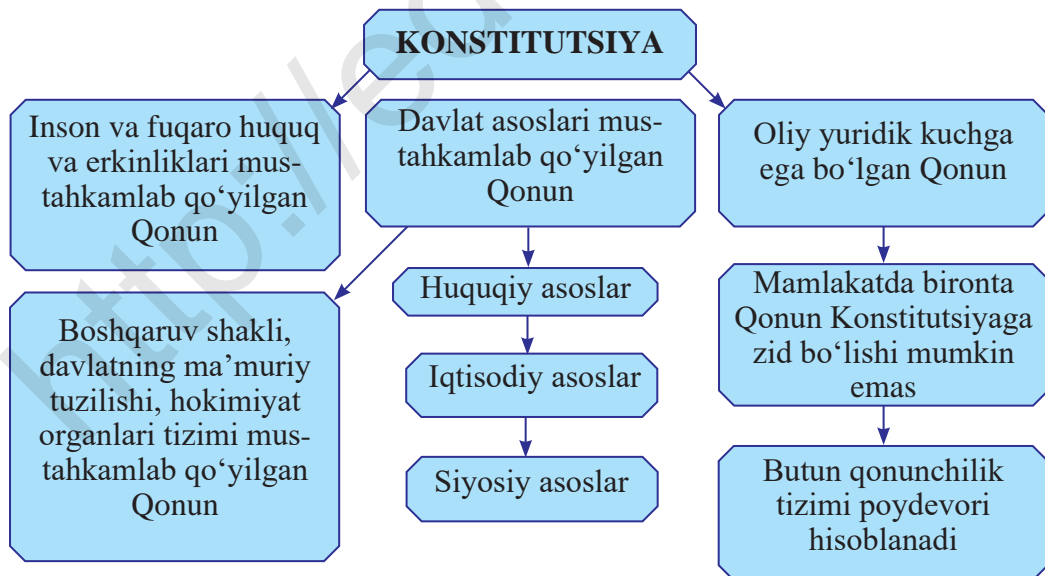 KONSTITUTSIYA
Inson va fuqaro huquq
va erkinliklari mus-
tahkamlab qo‘yilgan
Qonun
Davlat asoslari mus-
tahkamlab qo‘yilgan
Qonun
Oliy yuridik kuchga
ega bo‘lgan Qonun
Boshqaruv shakli,
davlatning ma’muriy
tuzilishi, hokimiyat
organlari tizimi mus-
tahkamlab qo‘yilgan
Qonun
Huquqiy asoslar
Iqtisodiy asoslar
Siyosiy asoslar
Mamlakatda bironta
Qonun Konstitutsiyaga
zid bo‘lishi mumkin
emas
Butun qonunchilik
tizimi poydevori
hisoblanadi
http://e